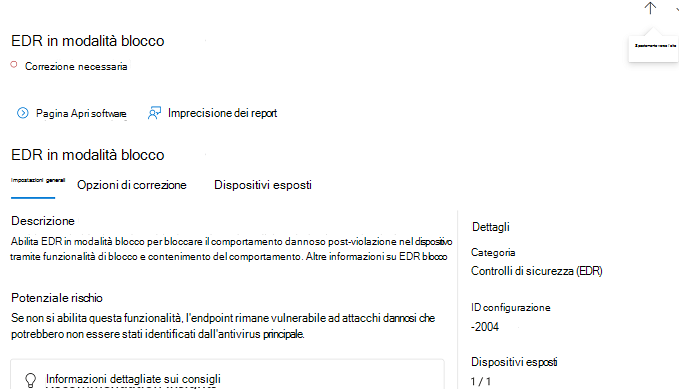 EDR in modalità blocco
Correzione necessaria
Pagina Apri software
Imprecisione dei report
EDR in modalità blocco
Impostazioni generali
Opzioni di correzione
Dispositivi esposti
Descrizione
Abilita EDR in modalità blocco per bloccare il comportamento dannoso post-violazione nel dispositivo
tramite funzionalità di blocco e contenimento del comportamento. Altre informazioni su EDR blocco
Potenziale rischio
Se non si abilita questa funzionalità, l'endpoint rimane vulnerabile ad attacchi dannosi che
potrebbero non essere stati identificati dall'antivirus principale.
Informazioni dettagliate sui consigli
Dettagli
Categoria
Controlli di sicurezza (EDR)
ID configurazione
-2004
Dispositivi esposti
1 / 1